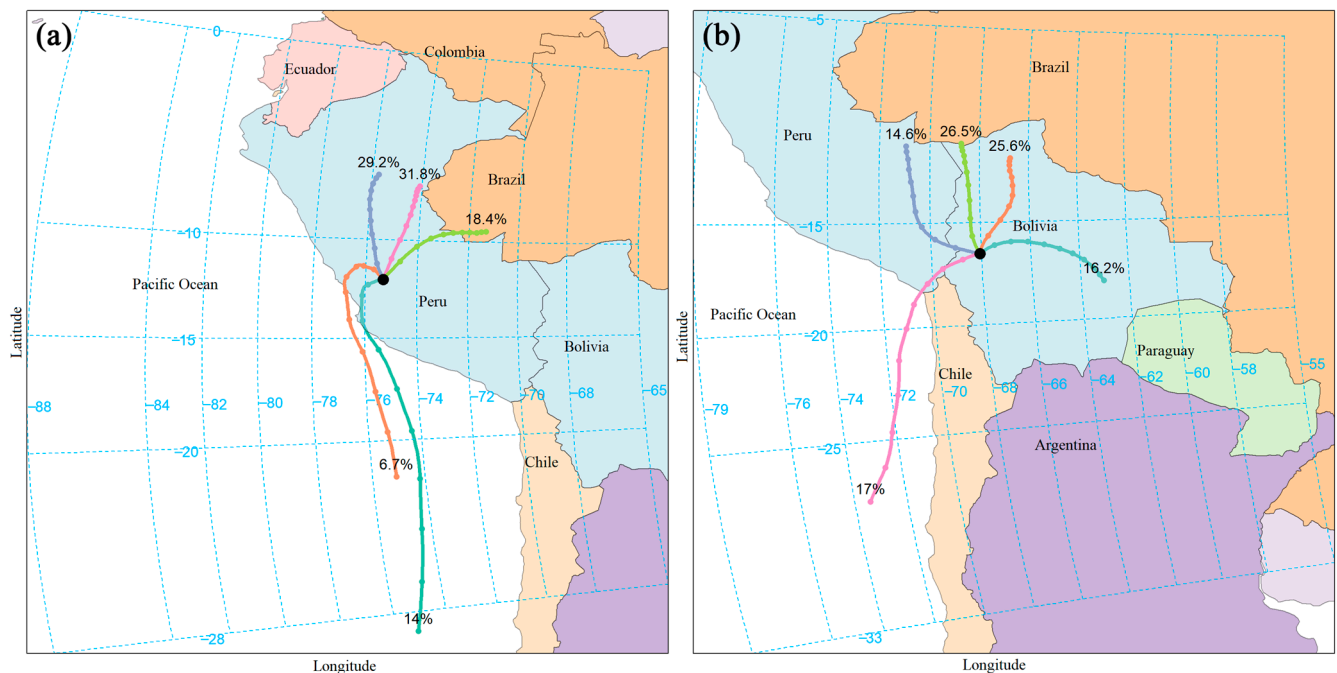 (a)
0
Colombia
Ecuador
29.2%
31.8%
Brazil
18.4%
−10
Pacific Ocean
Peru
Latitude
−15
Bolivia
−88
−84
−82
−80
−78
−76
−74
−72
−70
−68
−65
−20
6.7%
Chile
14%
−28
Longitude
(b)
−5
Brazil
Peru
14.6%
26.5%
25.6%
−15
Bolivia
16.2%
Pacific Ocean
Latitude
−20
Paraguay
Chile
−79
−76
−74
−72
−70
−68
−66
−64
−62
−60
−58
−55
−25
Argentina
17%
−33
Longitude